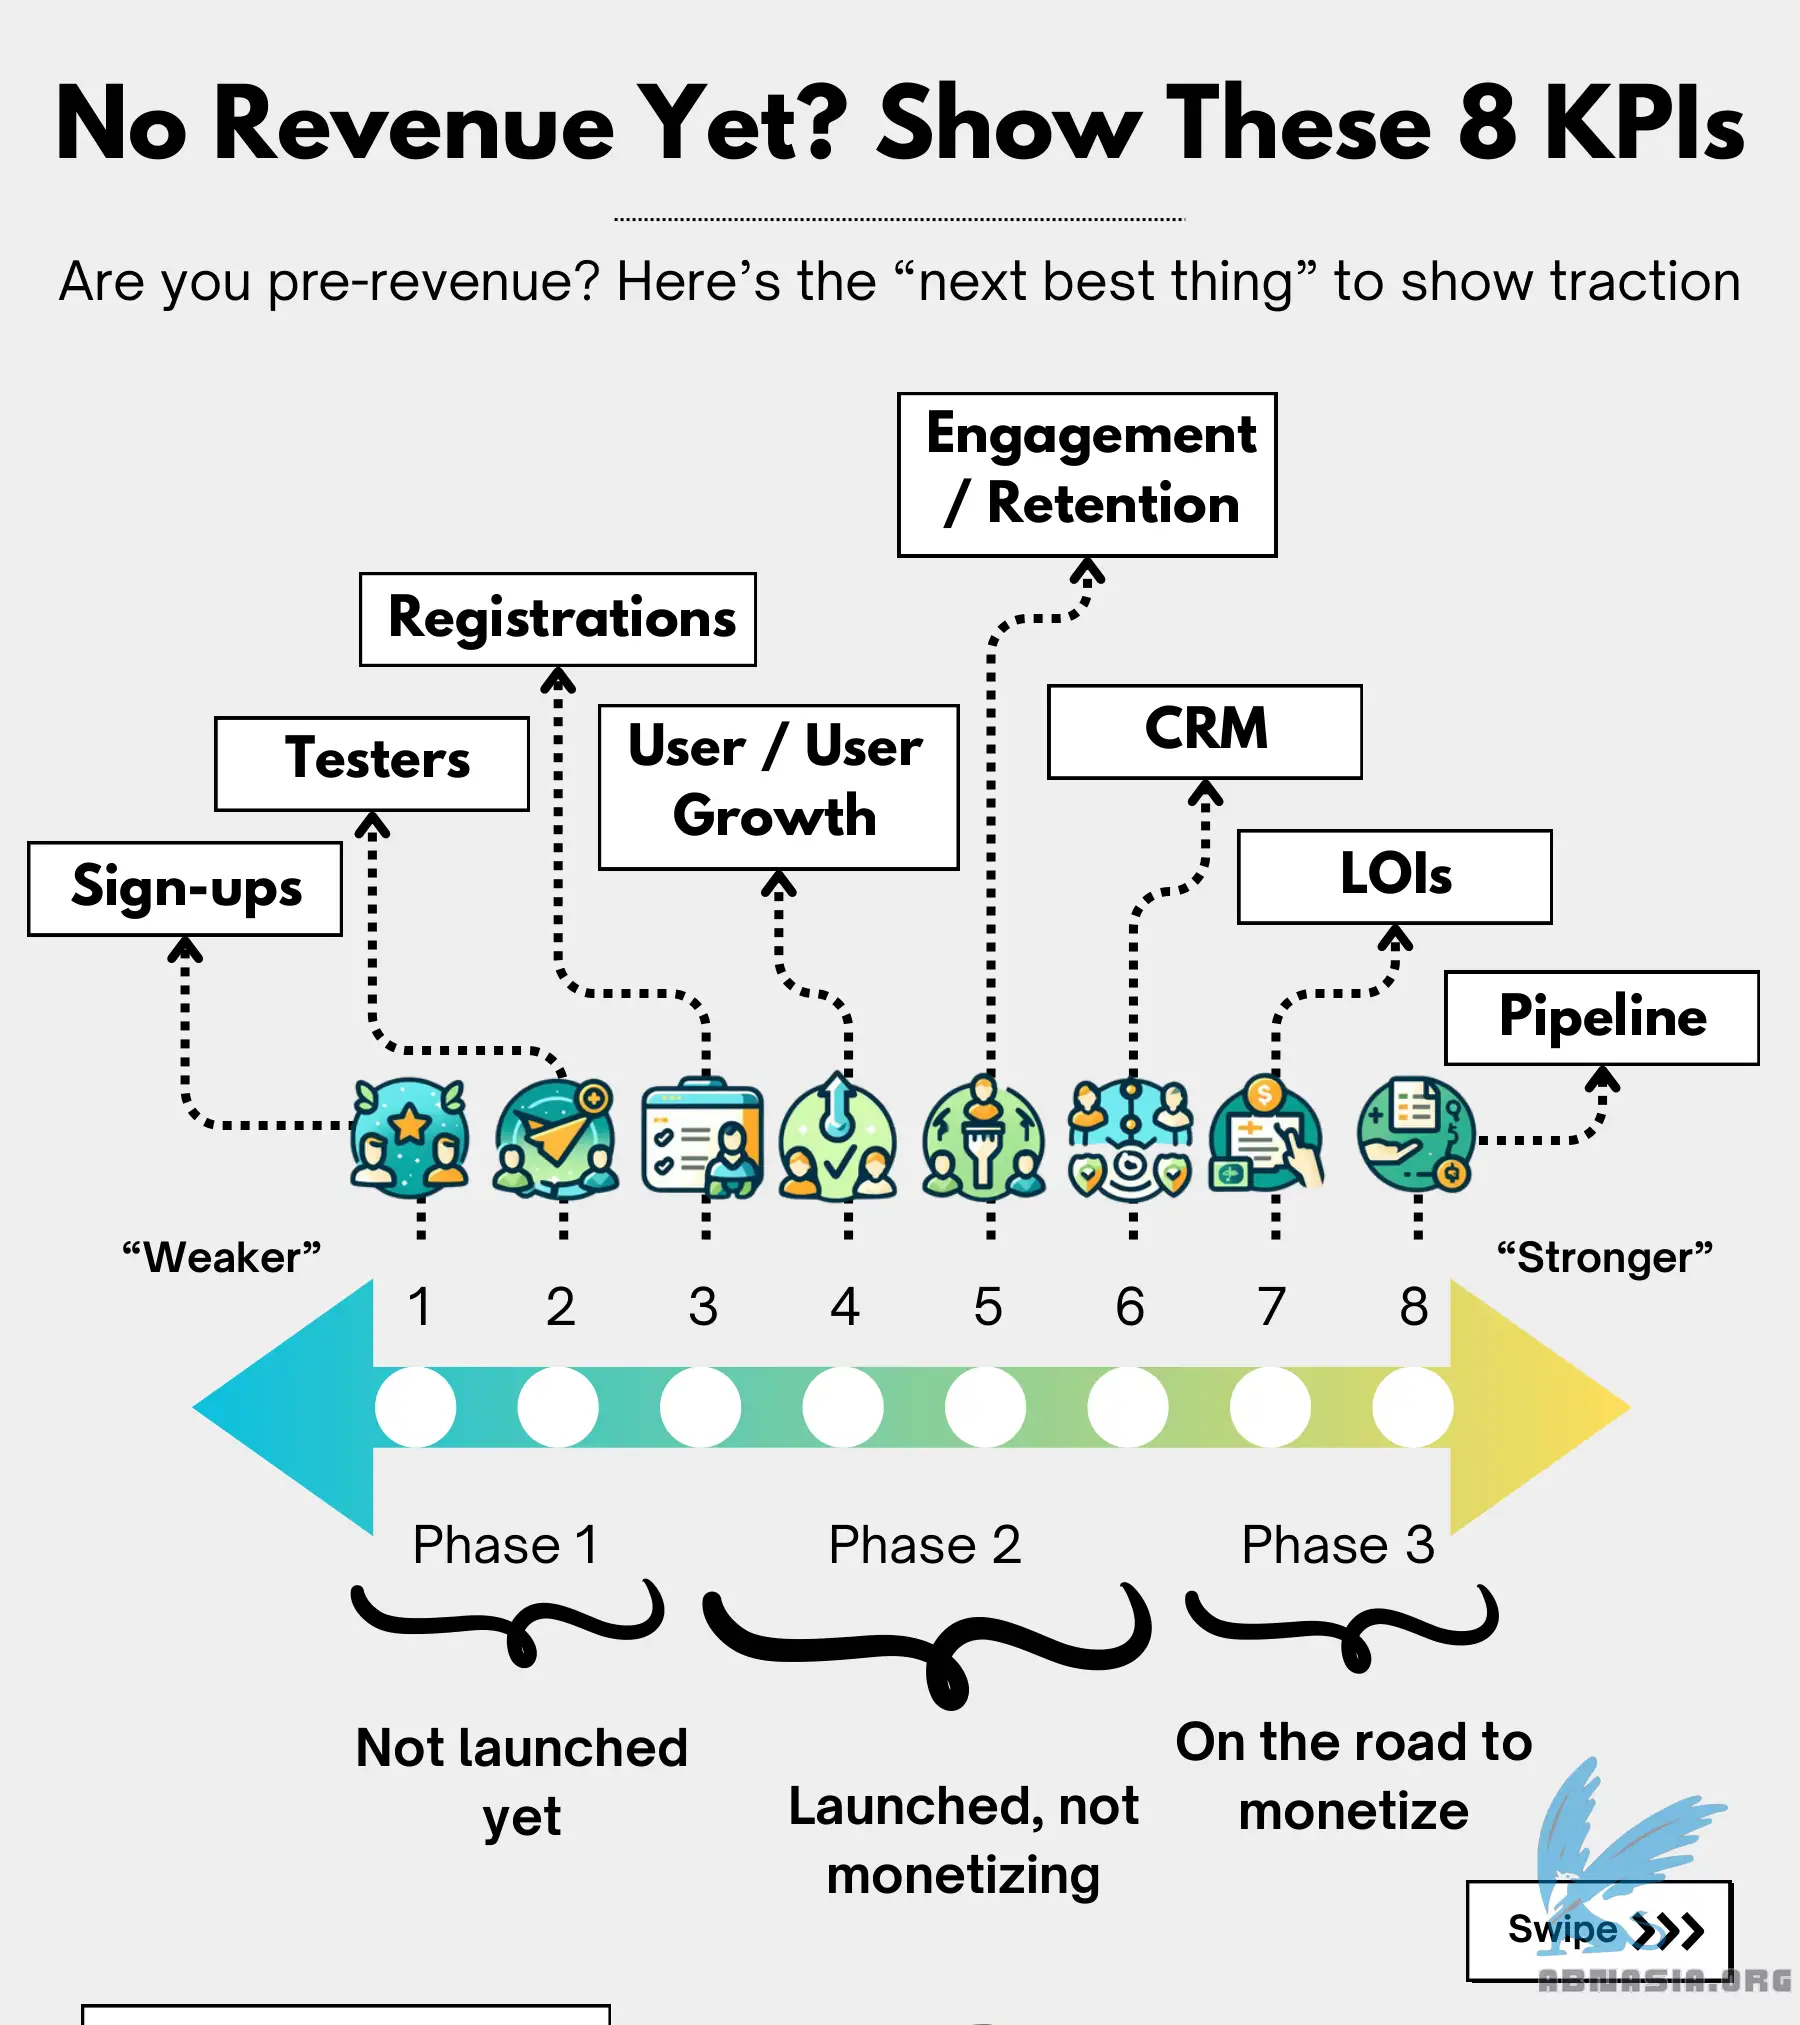 No Revenue Yet? Show These 8 KPIs
Are you pre-revenue? Here's the “next best thing” to show traction
Engagement
/ Retention
Registrations
CRM
User / User
Growth
Testers
LOIs
Sign-ups
Pipeline
“Weaker”
“Stronger”
1 2 3 4 5 6 7 8
Phase 1
Phase 2
Phase 3
Not launched
yet
Launched, not
monetizing
On the road to
monetize
Swipe
ABNASIA.ORG